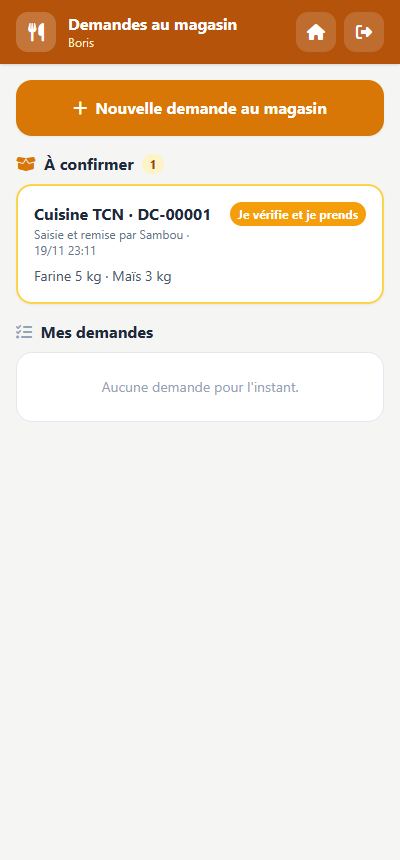 Demandes au magasin
Boris
+ Nouvelle demande au magasin
À confirmer 1
Cuisine TCN · DC-00001
Je vérifie et je prends
Saisie et remise par Sambou ·
19/11 23:11
Farine 5 kg · Maïs 3 kg
Mes demandes
Aucune demande pour l'instant.